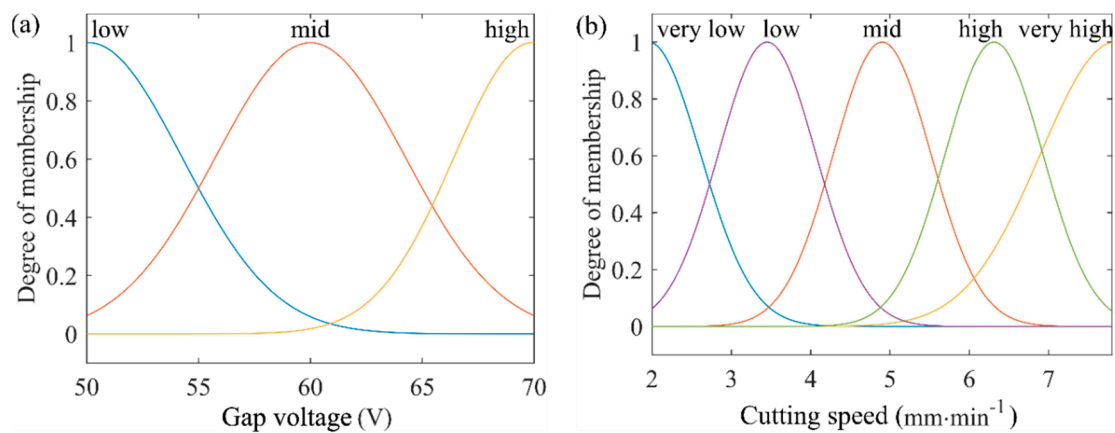 (a)
low
mid
high
1
0.8
0.6
0.4
0.2
0
50
55
60
65
70
Degree of membership
Gap voltage (V)
(b)
very low
low
mid
high
very high
1
0.8
0.6
0.4
0.2
0
2
3
4
5
6
7
Degree of membership
Cutting speed (mm·min⁻¹)